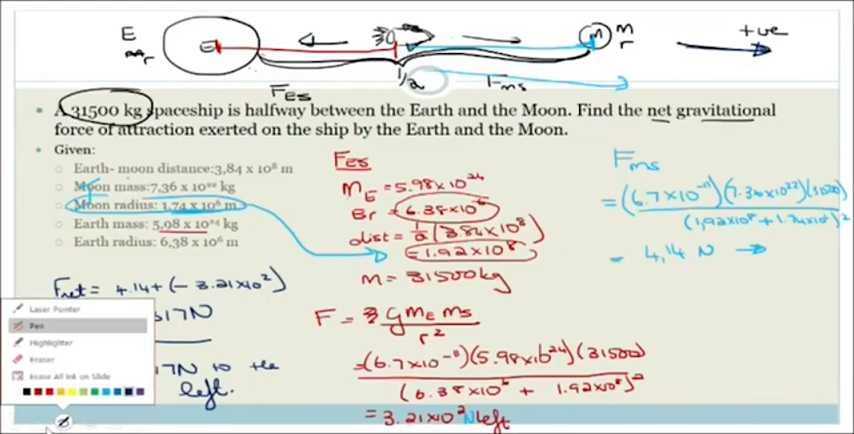 E
E
M
m
r
+ve
1/2
Fes
Fms
A 31500 kg spaceship is halfway between the Earth and the Moon. Find the net gravitational
force of attraction exerted on the ship by the Earth and the Moon.
Given:
Earth- moon distance:3,84 x 10⁸ m
Moon mass:7,36 x 10²² kg
Moon radius: 1,74 x 10⁶ m
Earth mass: 5,98 x 10²⁴ kg
Earth radius: 6,38 x 10⁶ m
Fes
ME = 5.98x10²⁴
Er = 6.38x10⁶
dist = 1/2 (3.84x10⁸)
= 1.92x10⁸
m = 31500kg
F = G mE ms
r²
=(6.7x10⁻¹¹)(5.98x10²⁴)(31500)
(6.38x10⁶ + 1.92x10⁸)²
= 3.21x10² N left
Fms
= (6.7x10⁻¹¹)(7.36x10²²)(31500)
(1,92x10⁸ + 1.74x10⁶)²
= 4,14 N →
Fnet = 4.14 + (- 3.21x10²)
317N
17N to the
left.
Laser Pointer
Pen
Highlighter
Eraser
Erase All Ink on Slide